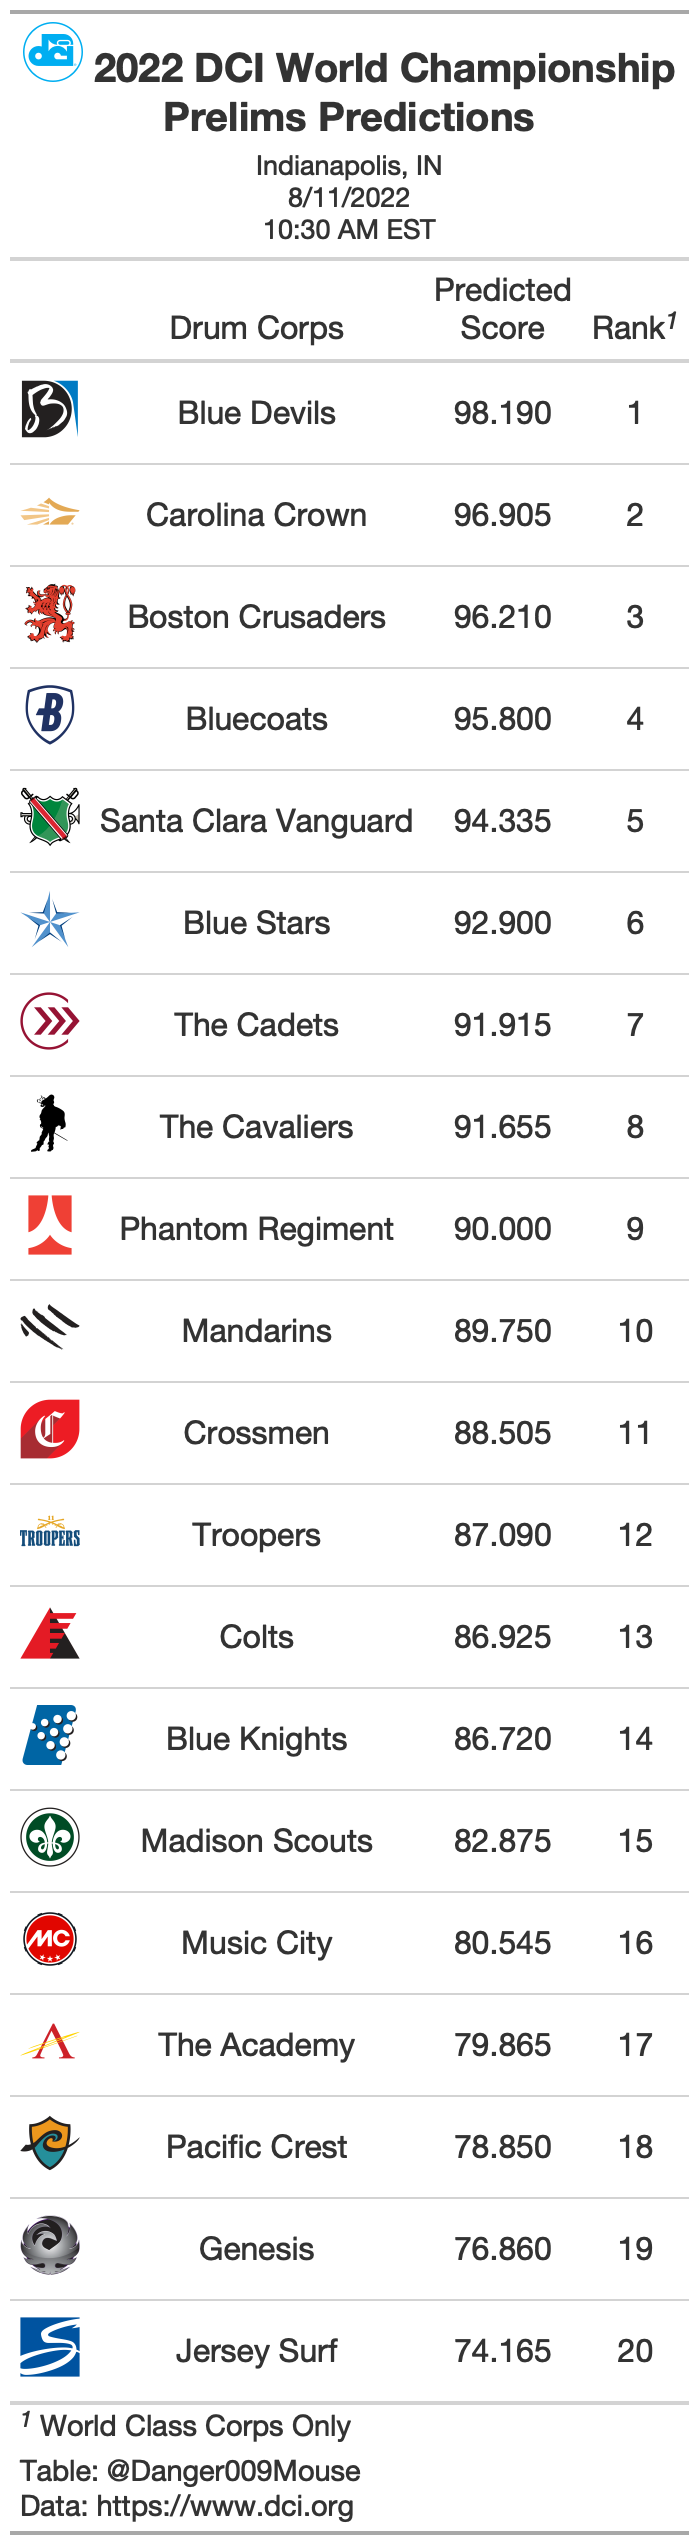 dci
2022 DCI World Championship
Prelims Predictions
Indianapolis, IN
8/11/2022
10:30 AM EST
Predicted
Drum Corps Score Rank¹
B Blue Devils 98.190 1
Carolina Crown 96.905 2
Boston Crusaders 96.210 3
B Bluecoats 95.800 4
Santa Clara Vanguard 94.335 5
Blue Stars 92.900 6
The Cadets 91.915 7
The Cavaliers 91.655 8
Phantom Regiment 90.000 9
Mandarins 89.750 10
C Crossmen 88.505 11
TROOPERS Troopers 87.090 12
Colts 86.925 13
Blue Knights 86.720 14
Madison Scouts 82.875 15
MC Music City 80.545 16
A The Academy 79.865 17
Pacific Crest 78.850 18
Genesis 76.860 19
S Jersey Surf 74.165 20
¹ World Class Corps Only
Table: @Danger009Mouse
Data: https://www.dci.org